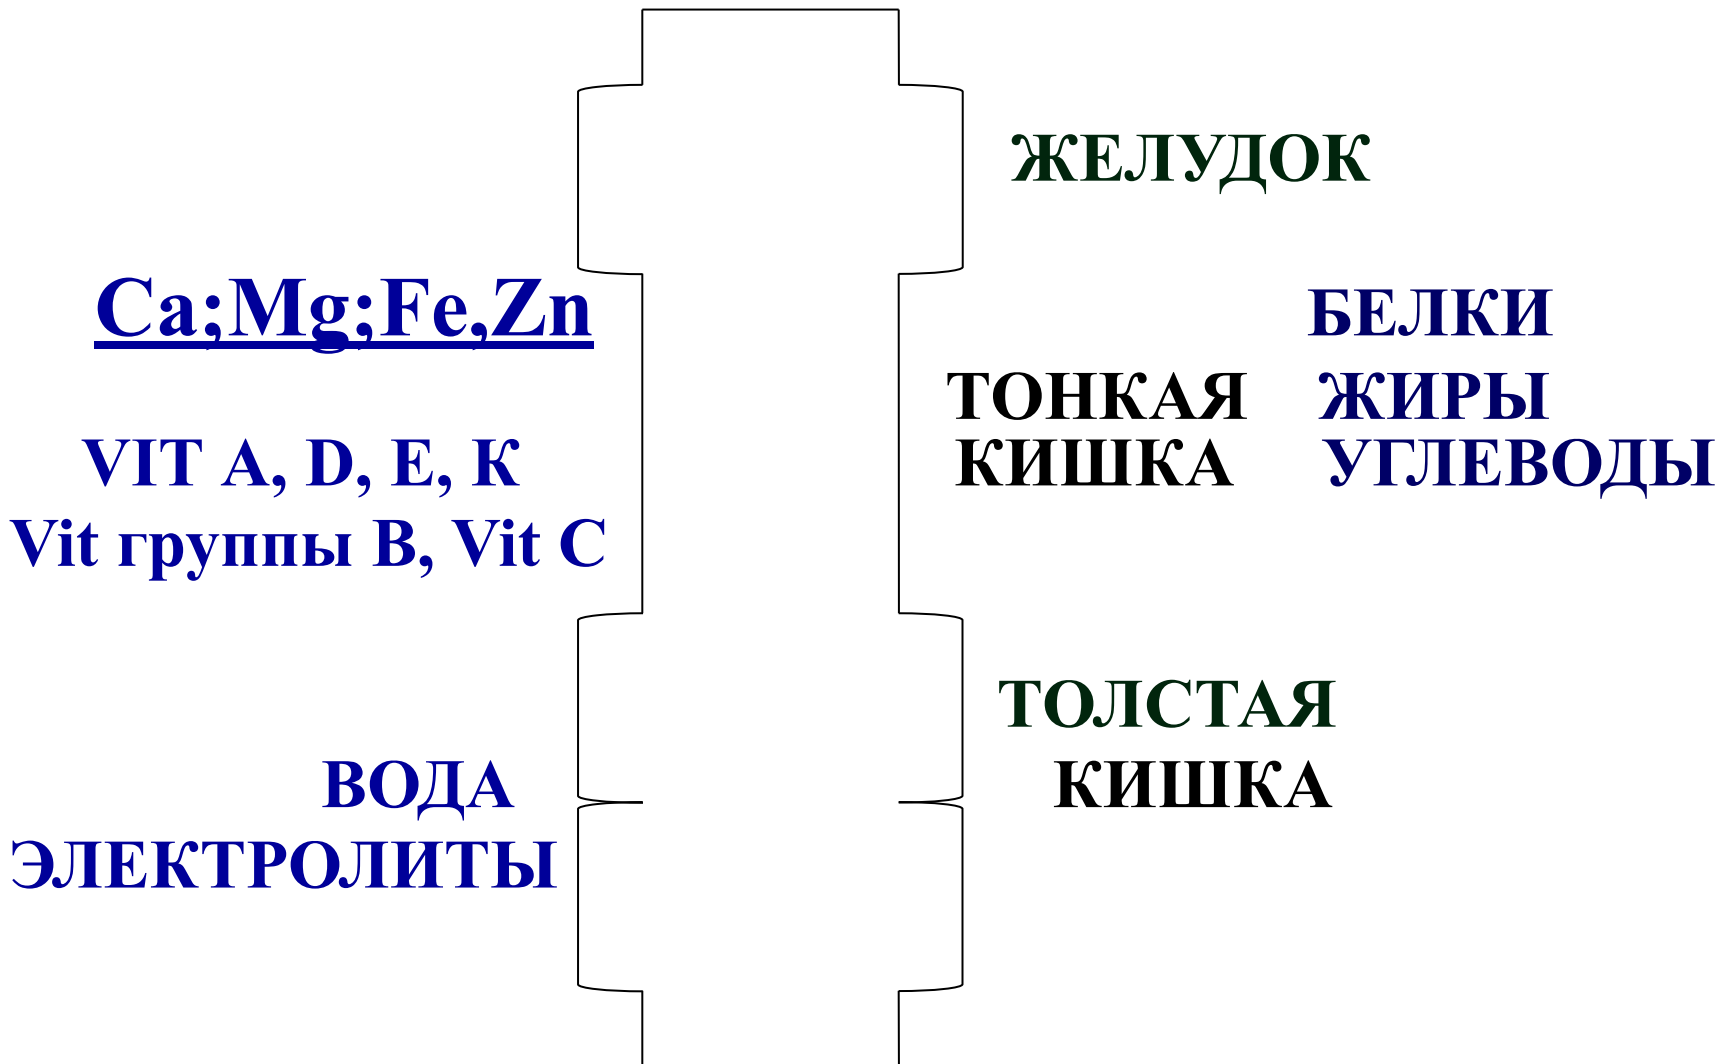 ЖЕЛУДОК
Ca;Mg;Fe,Zn
БЕЛКИ
ТОНКАЯ ЖИРЫ
КИШКА УГЛЕВОДЫ
VIT A, D, E, К
Vit группы В, Vit C
ТОЛСТАЯ
КИШКА
ВОДА
ЭЛЕКТРОЛИТЫ